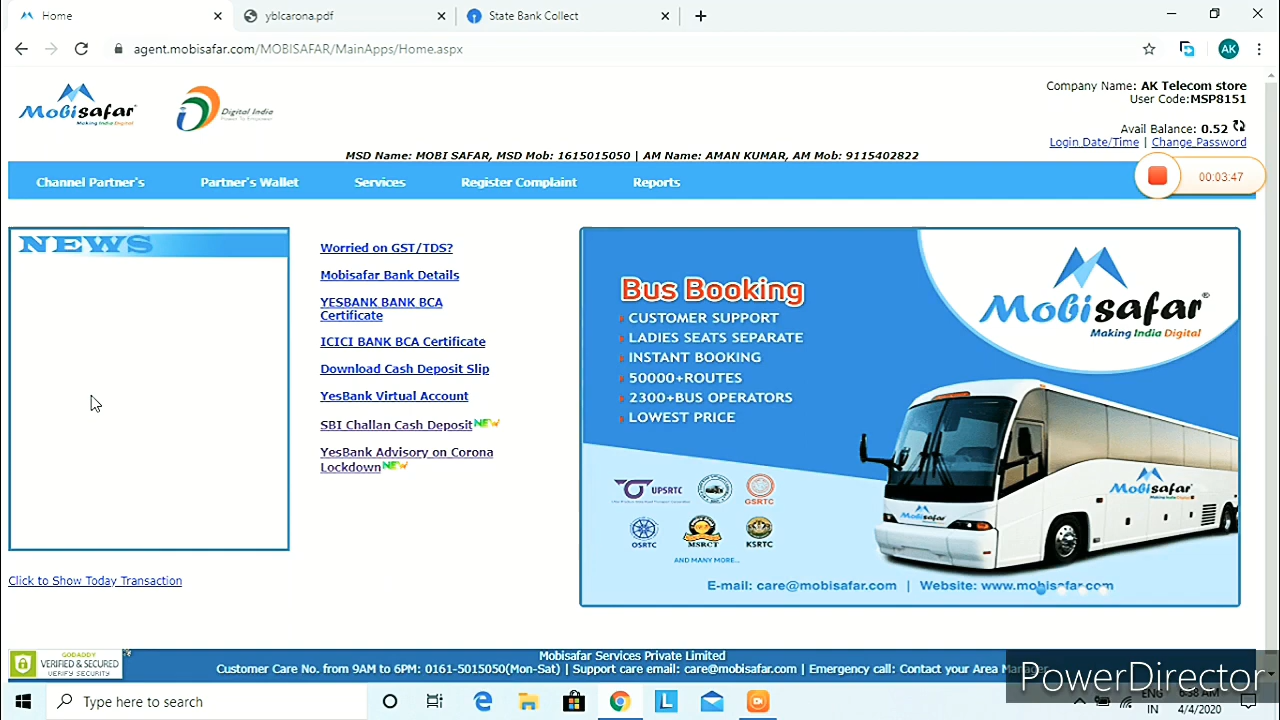 Home
yblcarona.pdf
State Bank Collect
agent.mobisafar.com/MOBISAFAR/MainApps/Home.aspx
AK
Mobisafar
Making India Digital
Digital India
Power To Empower
Company Name: AK Telecom store
User Code:MSP8151
Avail Balance: 0.52
Login Date/Time | Change Password
MSD Name: MOBI SAFAR, MSD Mob: 1615015050 | AM Name: AMAN KUMAR, AM Mob: 9115402822
Channel Partner's
Partner's Wallet
Services
Register Complaint
Reports
00:03:47
NEWS
Worried on GST/TDS?
Mobisafar Bank Details
YESBANK BANK BCA
Certificate
ICICI BANK BCA Certificate
Download Cash Deposit Slip
YesBank Virtual Account
SBI Challan Cash Deposit NEW
YesBank Advisory on Corona
Lockdown NEW
Bus Booking
CUSTOMER SUPPORT
LADIES SEATS SEPARATE
INSTANT BOOKING
50000+ROUTES
2300+BUS OPERATORS
LOWEST PRICE
Mobisafar®
Making India Digital
UPSRTC
GSRTC
OSRTC
MSRCT
KSRTC
AND MANY MORE...
Mobisafar
Mobisafar
E-mail: care@mobisafar.com | Website: www.mobisafar.com
Click to Show Today Transaction
GODADDY
VERIFIED & SECURED
VERIFY SECURITY
Mobisafar Services Private Limited
Customer Care No. from 9AM to 6PM: 0161-5015050(Mon-Sat) | Support care email: care@mobisafar.com | Emergency call: Contact your Area Manager
PowerDirector
Type here to search
ENG
IN
6:38 AM
4/4/2020